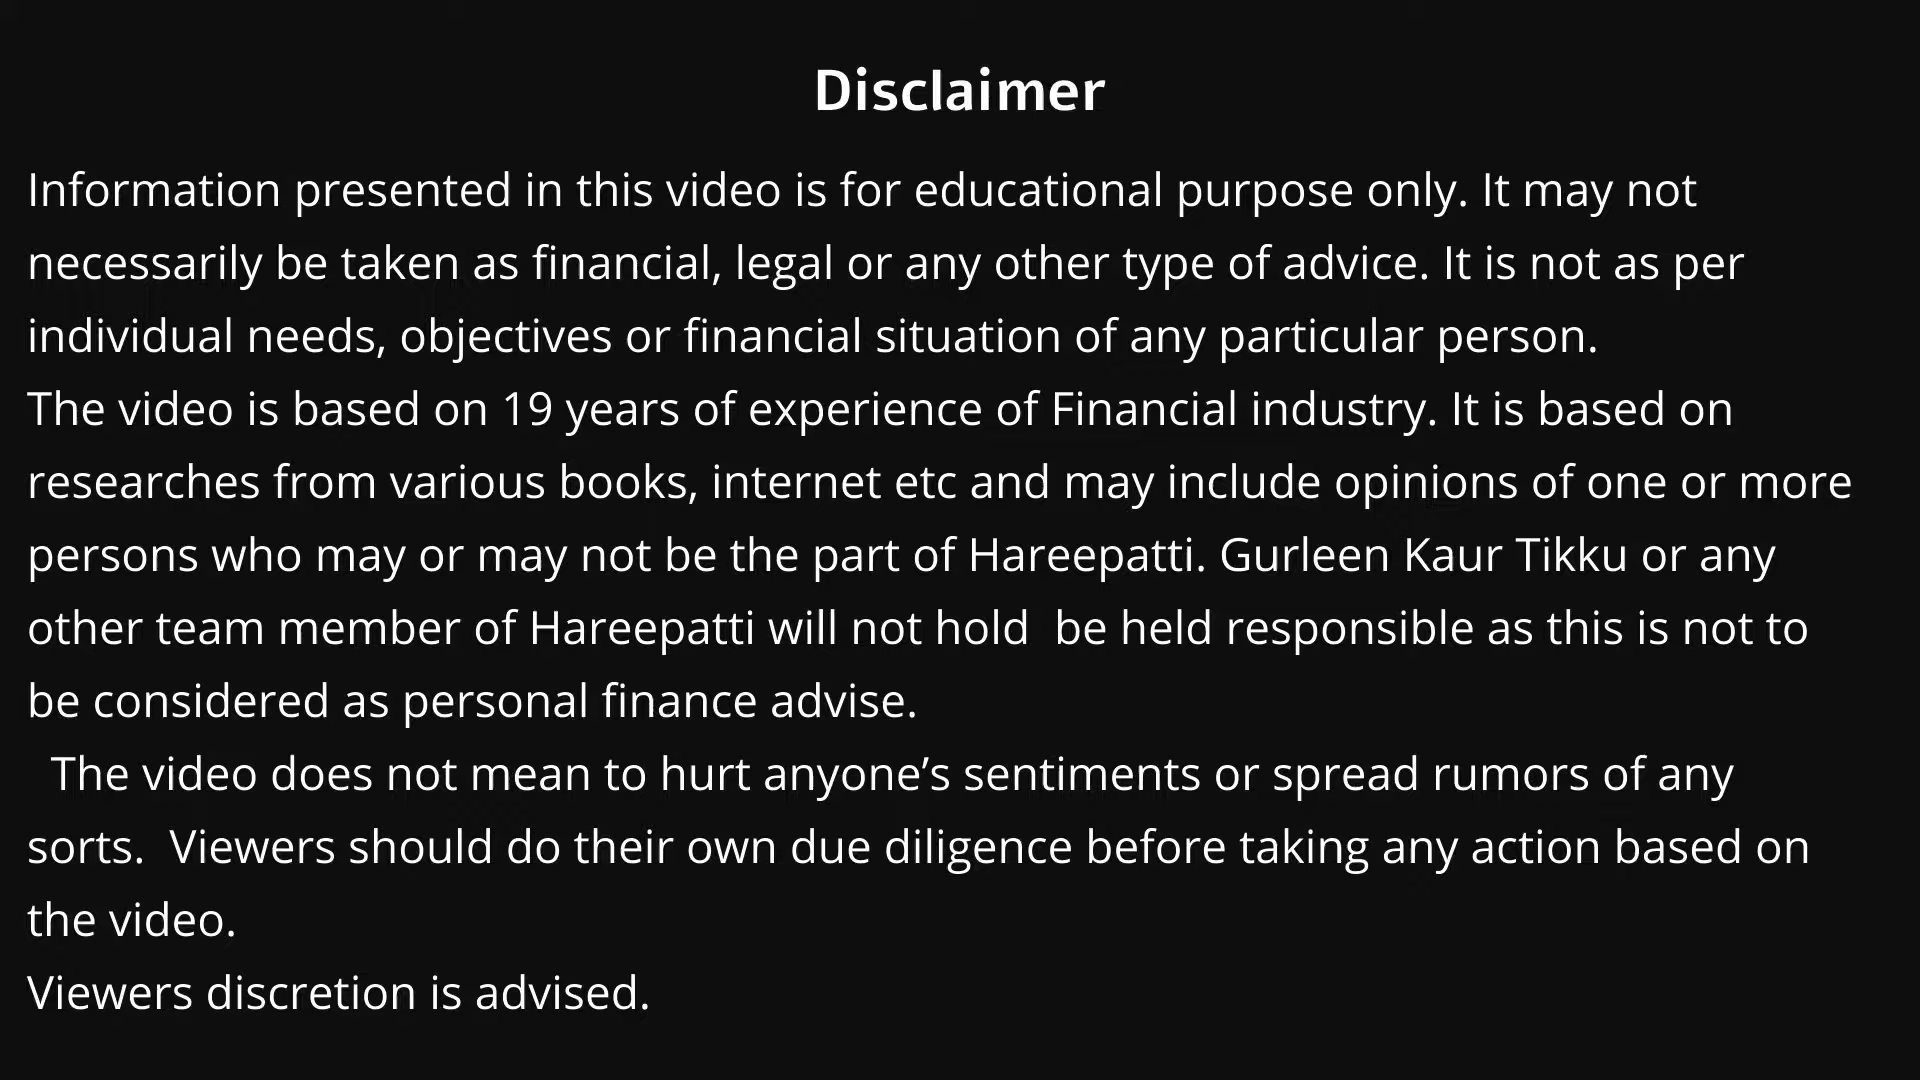 Disclaimer
Information presented in this video is for educational purpose only. It may not
necessarily be taken as financial, legal or any other type of advice. It is not as per
individual needs, objectives or financial situation of any particular person.
The video is based on 19 years of experience of Financial industry. It is based on
researches from various books, internet etc and may include opinions of one or more
persons who may or may not be the part of Hareepatti. Gurleen Kaur Tikku or any
other team member of Hareepatti will not hold  be held responsible as this is not to
be considered as personal finance advise.
The video does not mean to hurt anyone’s sentiments or spread rumors of any
sorts.  Viewers should do their own due diligence before taking any action based on
the video.
Viewers discretion is advised.